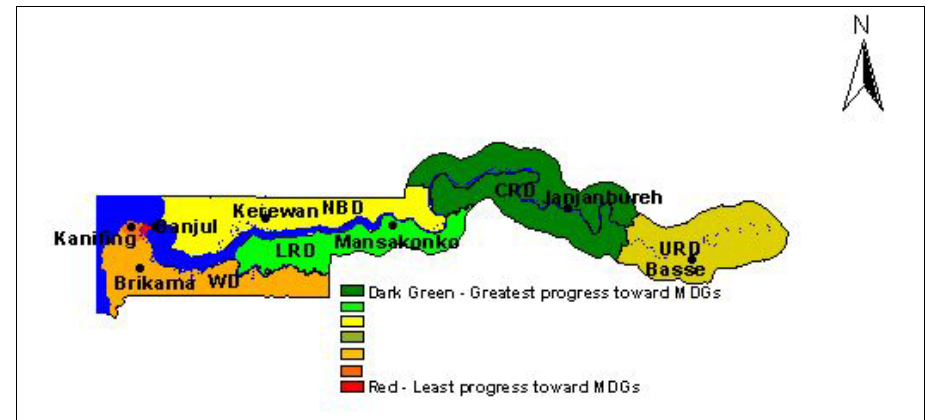 N
CRD
Janjanbureh
Kerewan NBD
Banjul
Kanifing
Mansakonko
LRD
URD
Basse
Brikama WD
Dark Green - Greatest progress toward MDGs
Red - Least progress toward MDGs